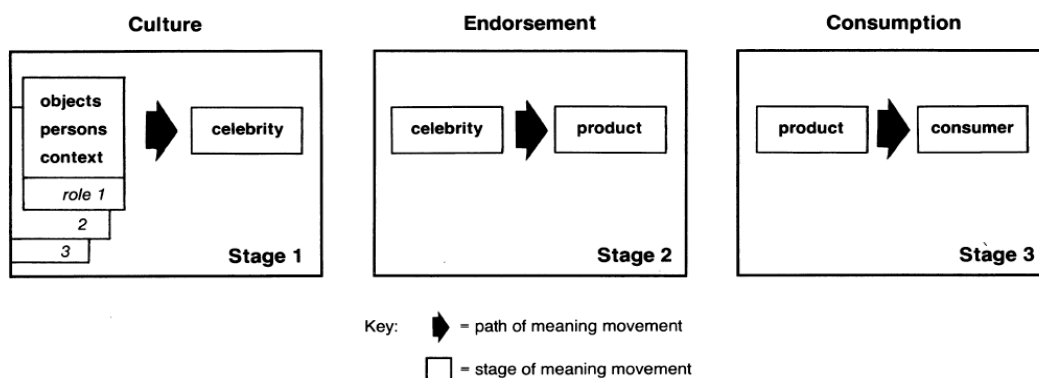 Culture
objects
persons
context
role 1
2
3
celebrity
Stage 1
Endorsement
celebrity
product
Stage 2
Consumption
product
consumer
Stage 3
Key:
= path of meaning movement
= stage of meaning movement